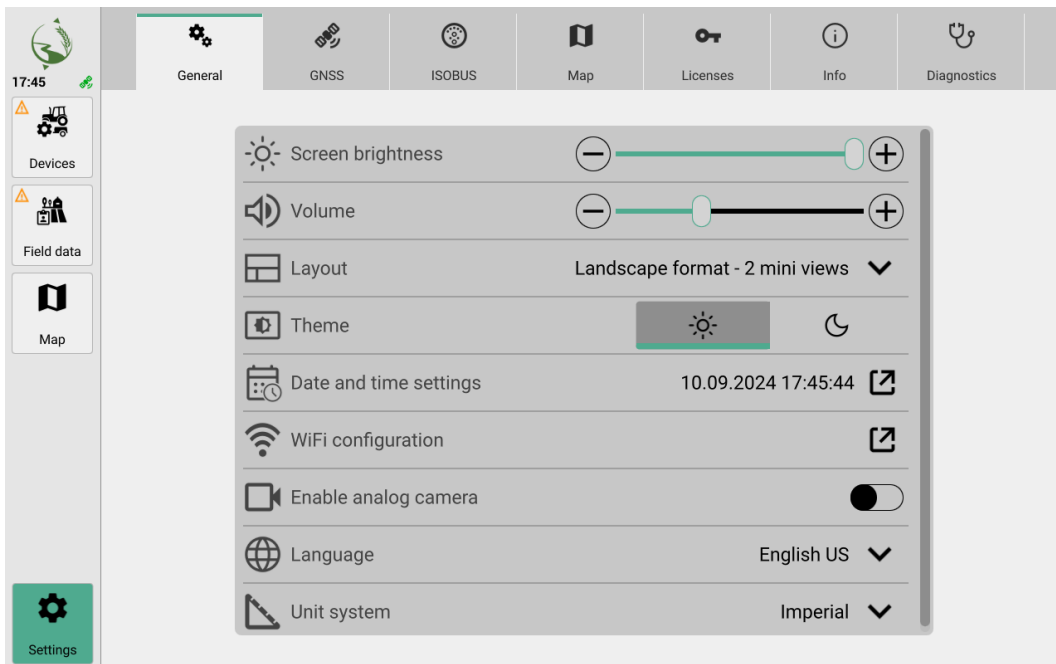 17:45
Devices
Field data
Map
Settings
General
GNSS
ISOBUS
Map
Licenses
Info
Diagnostics
Screen brightness
Volume
Layout
Landscape format - 2 mini views
Theme
Date and time settings
10.09.2024 17:45:44
WiFi configuration
Enable analog camera
Language
English US
Unit system
Imperial